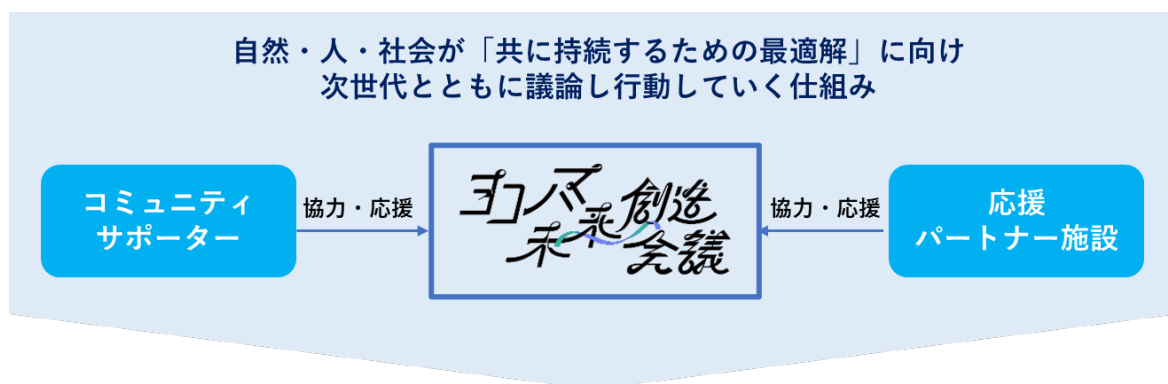 自然・人・社会が「共に持続するための最適解」に向け
次世代とともに議論し行動していく仕組み
コミュニティ
サポーター
協力・応援
ヨコハマ
未来創造
会議
協力・応援
応援
パートナー施設